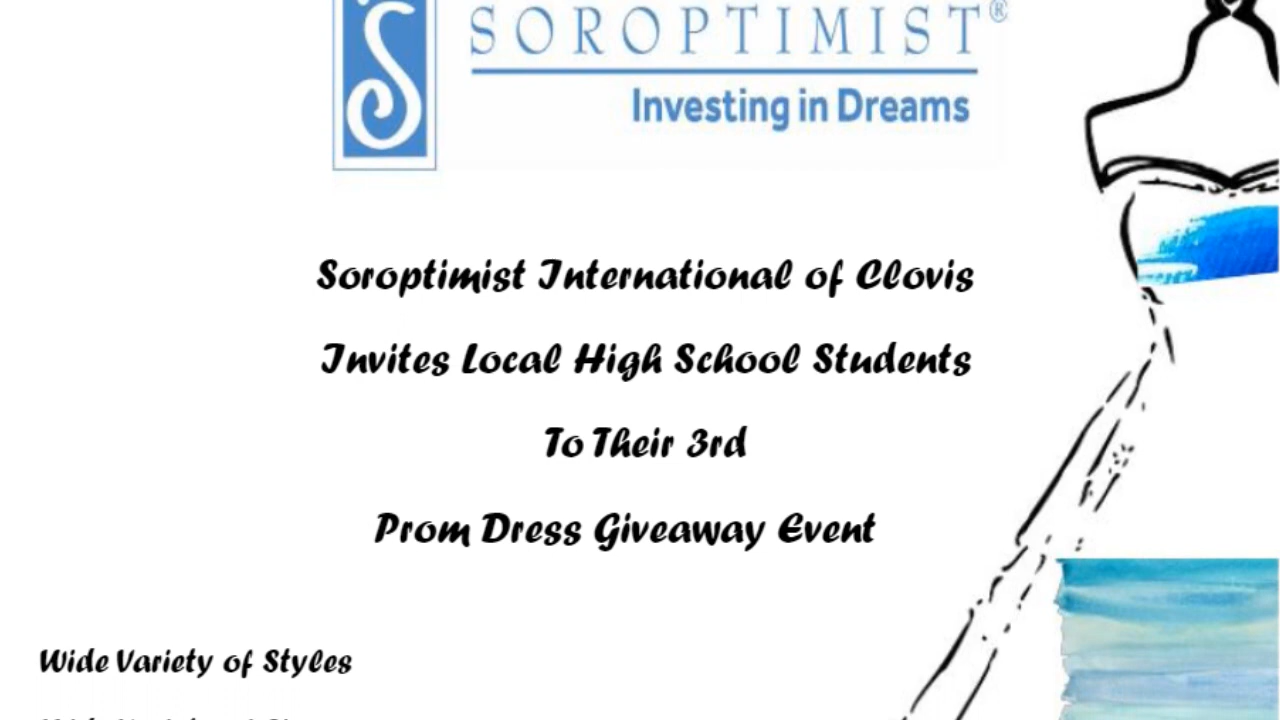 SOROPTIMIST®
Investing in Dreams
Soroptimist International of Clovis
Invites Local High School Students
To Their 3rd
Prom Dress Giveaway Event
Wide Variety of Styles